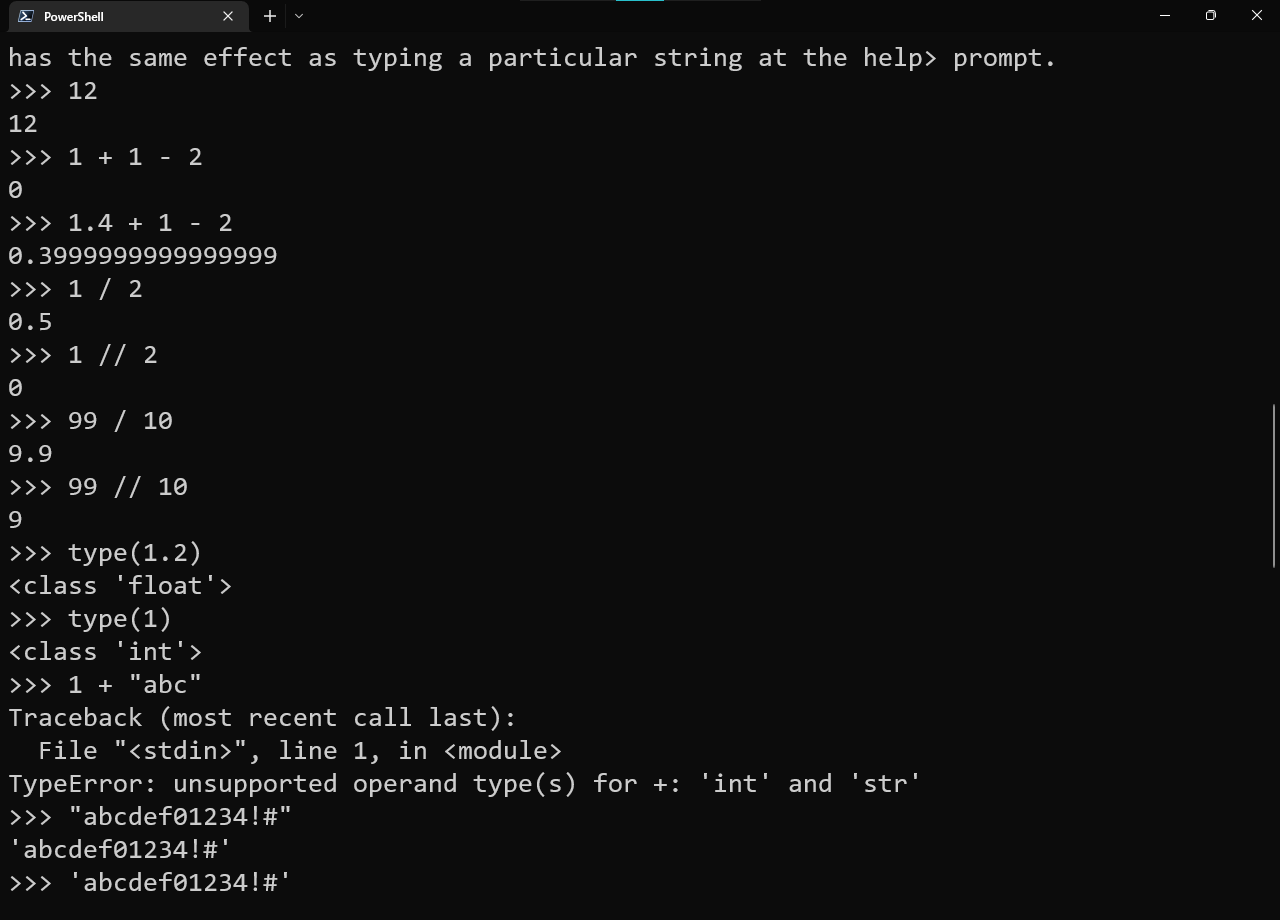 PowerShell
has the same effect as typing a particular string at the help> prompt.
>>> 12
12
>>> 1 + 1 - 2
0
>>> 1.4 + 1 - 2
0.3999999999999999
>>> 1 / 2
0.5
>>> 1 // 2
0
>>> 99 / 10
9.9
>>> 99 // 10
9
>>> type(1.2)
<class 'float'>
>>> type(1)
<class 'int'>
>>> 1 + "abc"
Traceback (most recent call last):
  File "<stdin>", line 1, in <module>
TypeError: unsupported operand type(s) for +: 'int' and 'str'
>>> "abcdef01234!#"
'abcdef01234!#'
>>> 'abcdef01234!#'